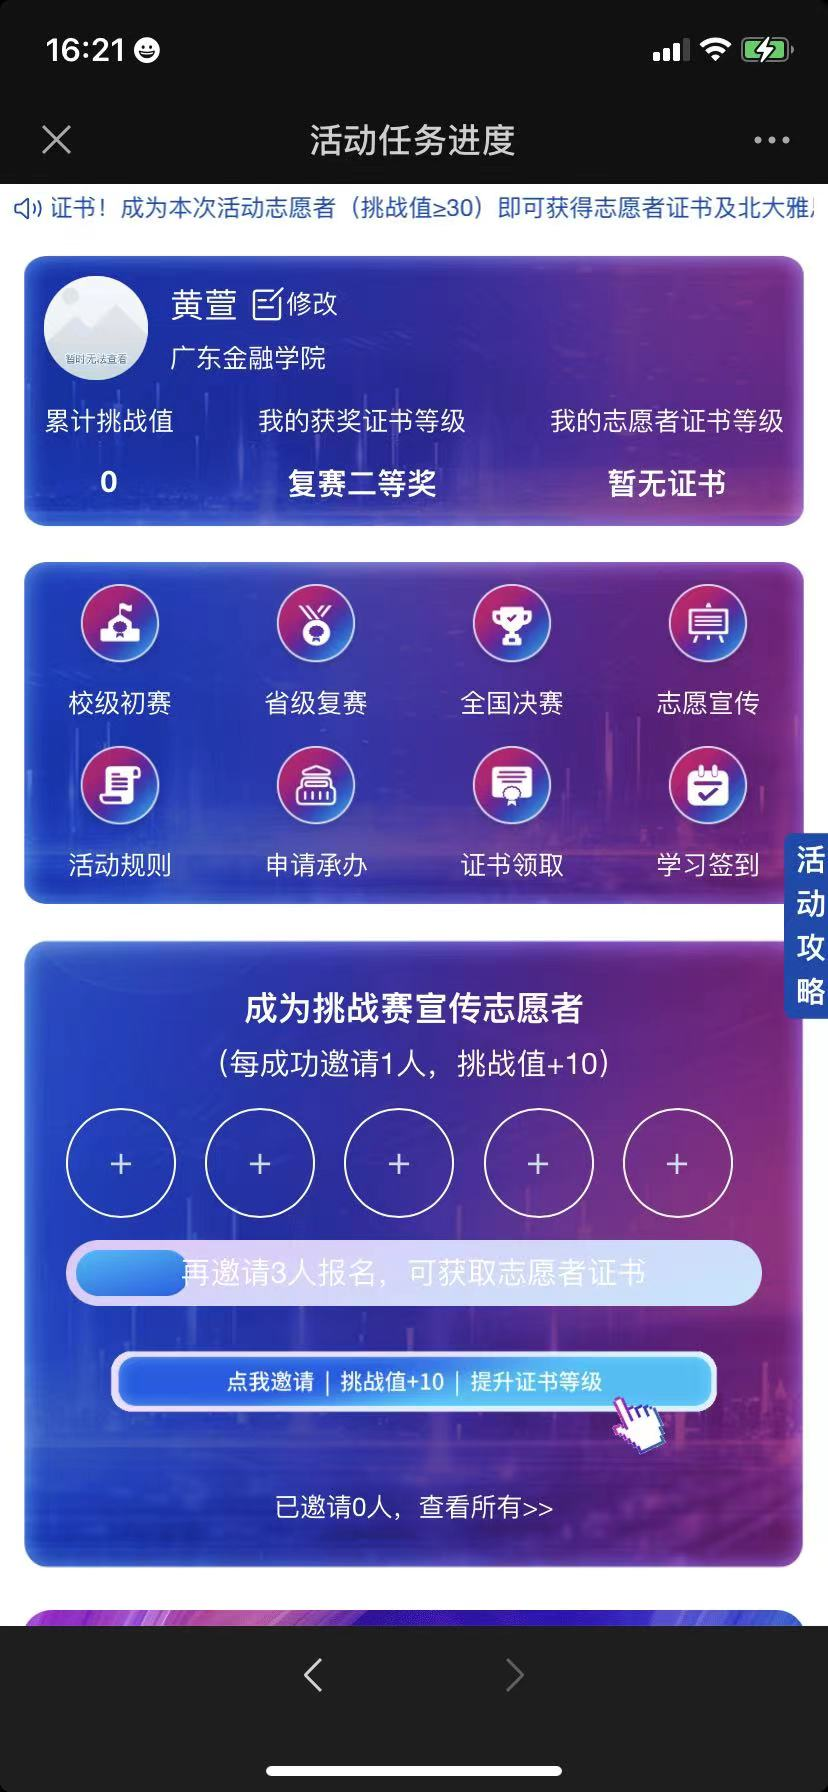 16:21
活动任务进度
证书！成为本次活动志愿者（挑战值≥30）即可获得志愿者证书及北大雅
黄萱 修改
暂时无法查看
广东金融学院
累计挑战值 我的获奖证书等级 我的志愿者证书等级
0 复赛二等奖 暂无证书
校级初赛 省级复赛 全国决赛 志愿宣传
活动规则 申请承办 证书领取 学习签到
活动攻略
成为挑战赛宣传志愿者
（每成功邀请1人，挑战值+10）
+ + + + +
再邀请3人报名，可获取志愿者证书
点我邀请｜挑战值+10｜提升证书等级
已邀请0人，查看所有>>